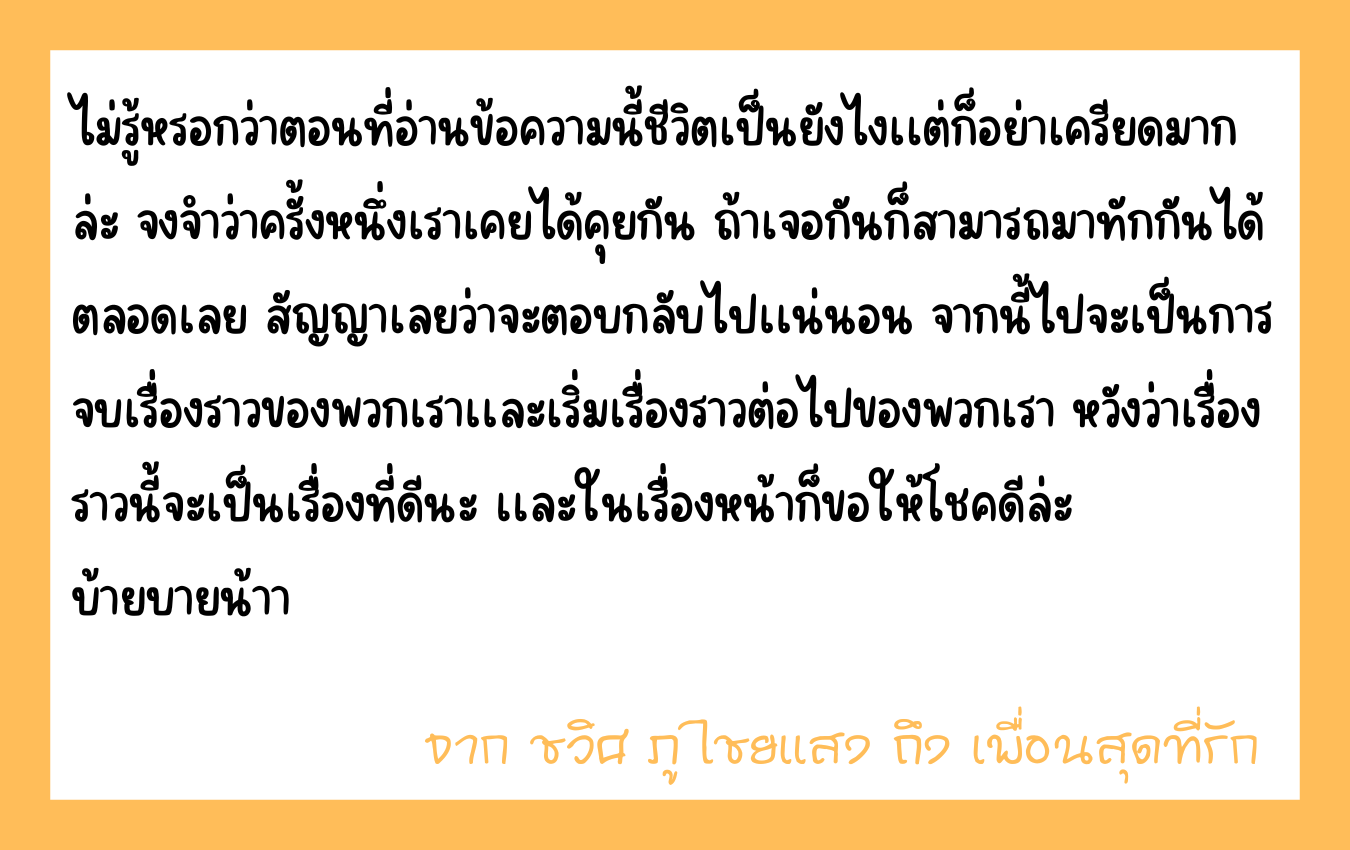 ไม่รู้หรอกว่าตอนที่อ่านข้อความนี้ชีวิตเป็นยังไงแต่ก็อย่าเครียดมาก
ล่ะ จงจำว่าครั้งหนึ่งเราเคยได้คุยกัน ถ้าเจอกันก็สามารถมาทักกันได้
ตลอดเลย สัญญาเลยว่าจะตอบกลับไปแน่นอน จากนี้ไปจะเป็นการ
จบเรื่องราวของพวกเราและเริ่มเรื่องราวต่อไปของพวกเรา หวังว่าเรื่อง
ราวนี้จะเป็นเรื่องที่ดีนะ และในเรื่องหน้าก็ขอให้โชคดีล่ะ
บ้ายบายน้าา
จาก ชวิศ ภูไชยแสง ถึง เพื่อนสุดที่รัก